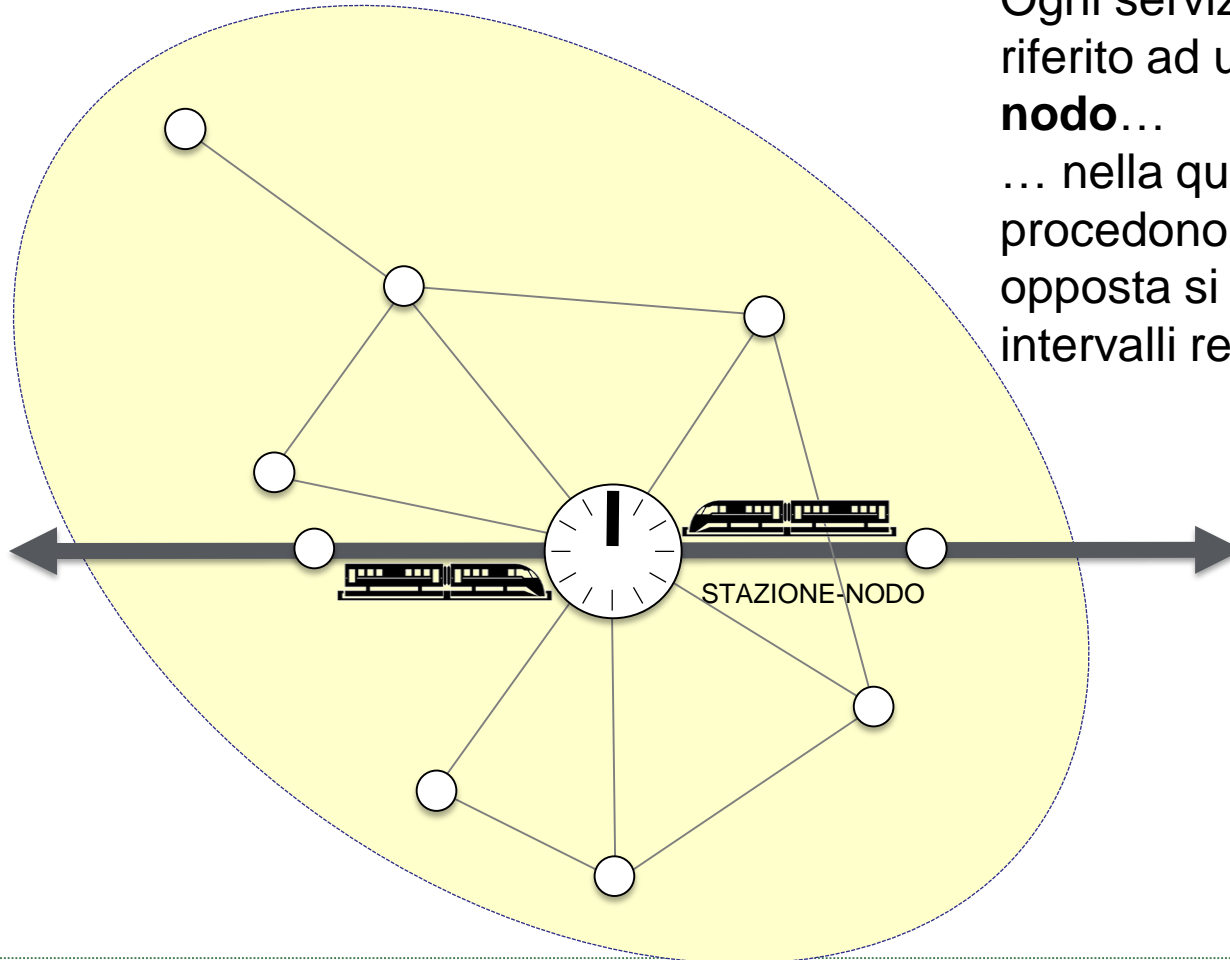 Ogni serviz
riferito ad u
nodo…
… nella qu
procedono
opposta si
intervalli re
STAZIONE-NODO